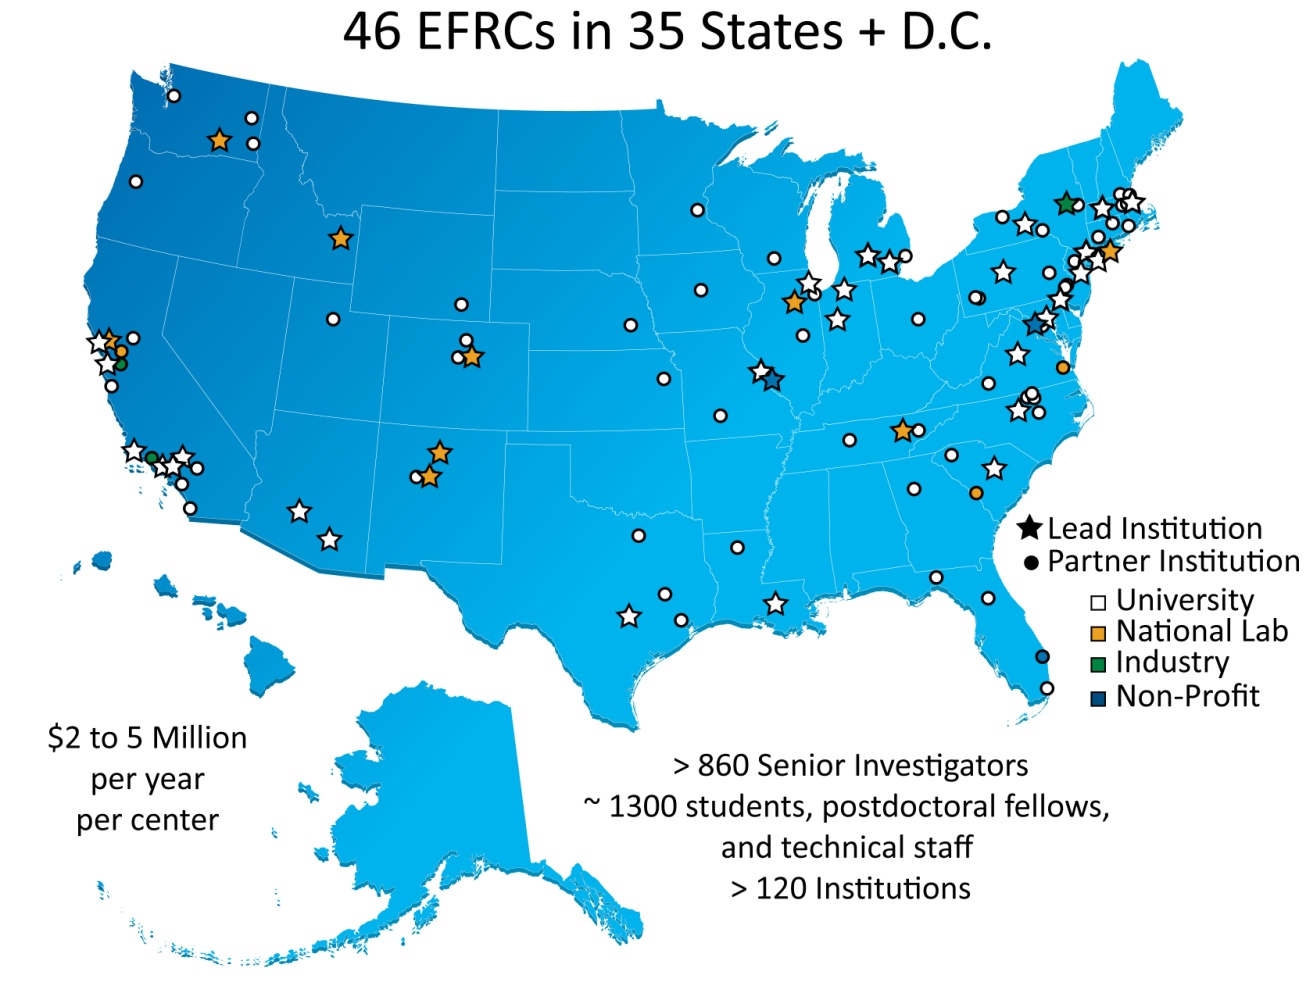 46 EFRCs in 35 States + D.C.
Lead Institution
Partner Institution
University
National Lab
Industry
Non-Profit
$2 to 5 Million
per year
per center
> 860 Senior Investigators
~ 1300 students, postdoctoral fellows,
and technical staff
> 120 Institutions